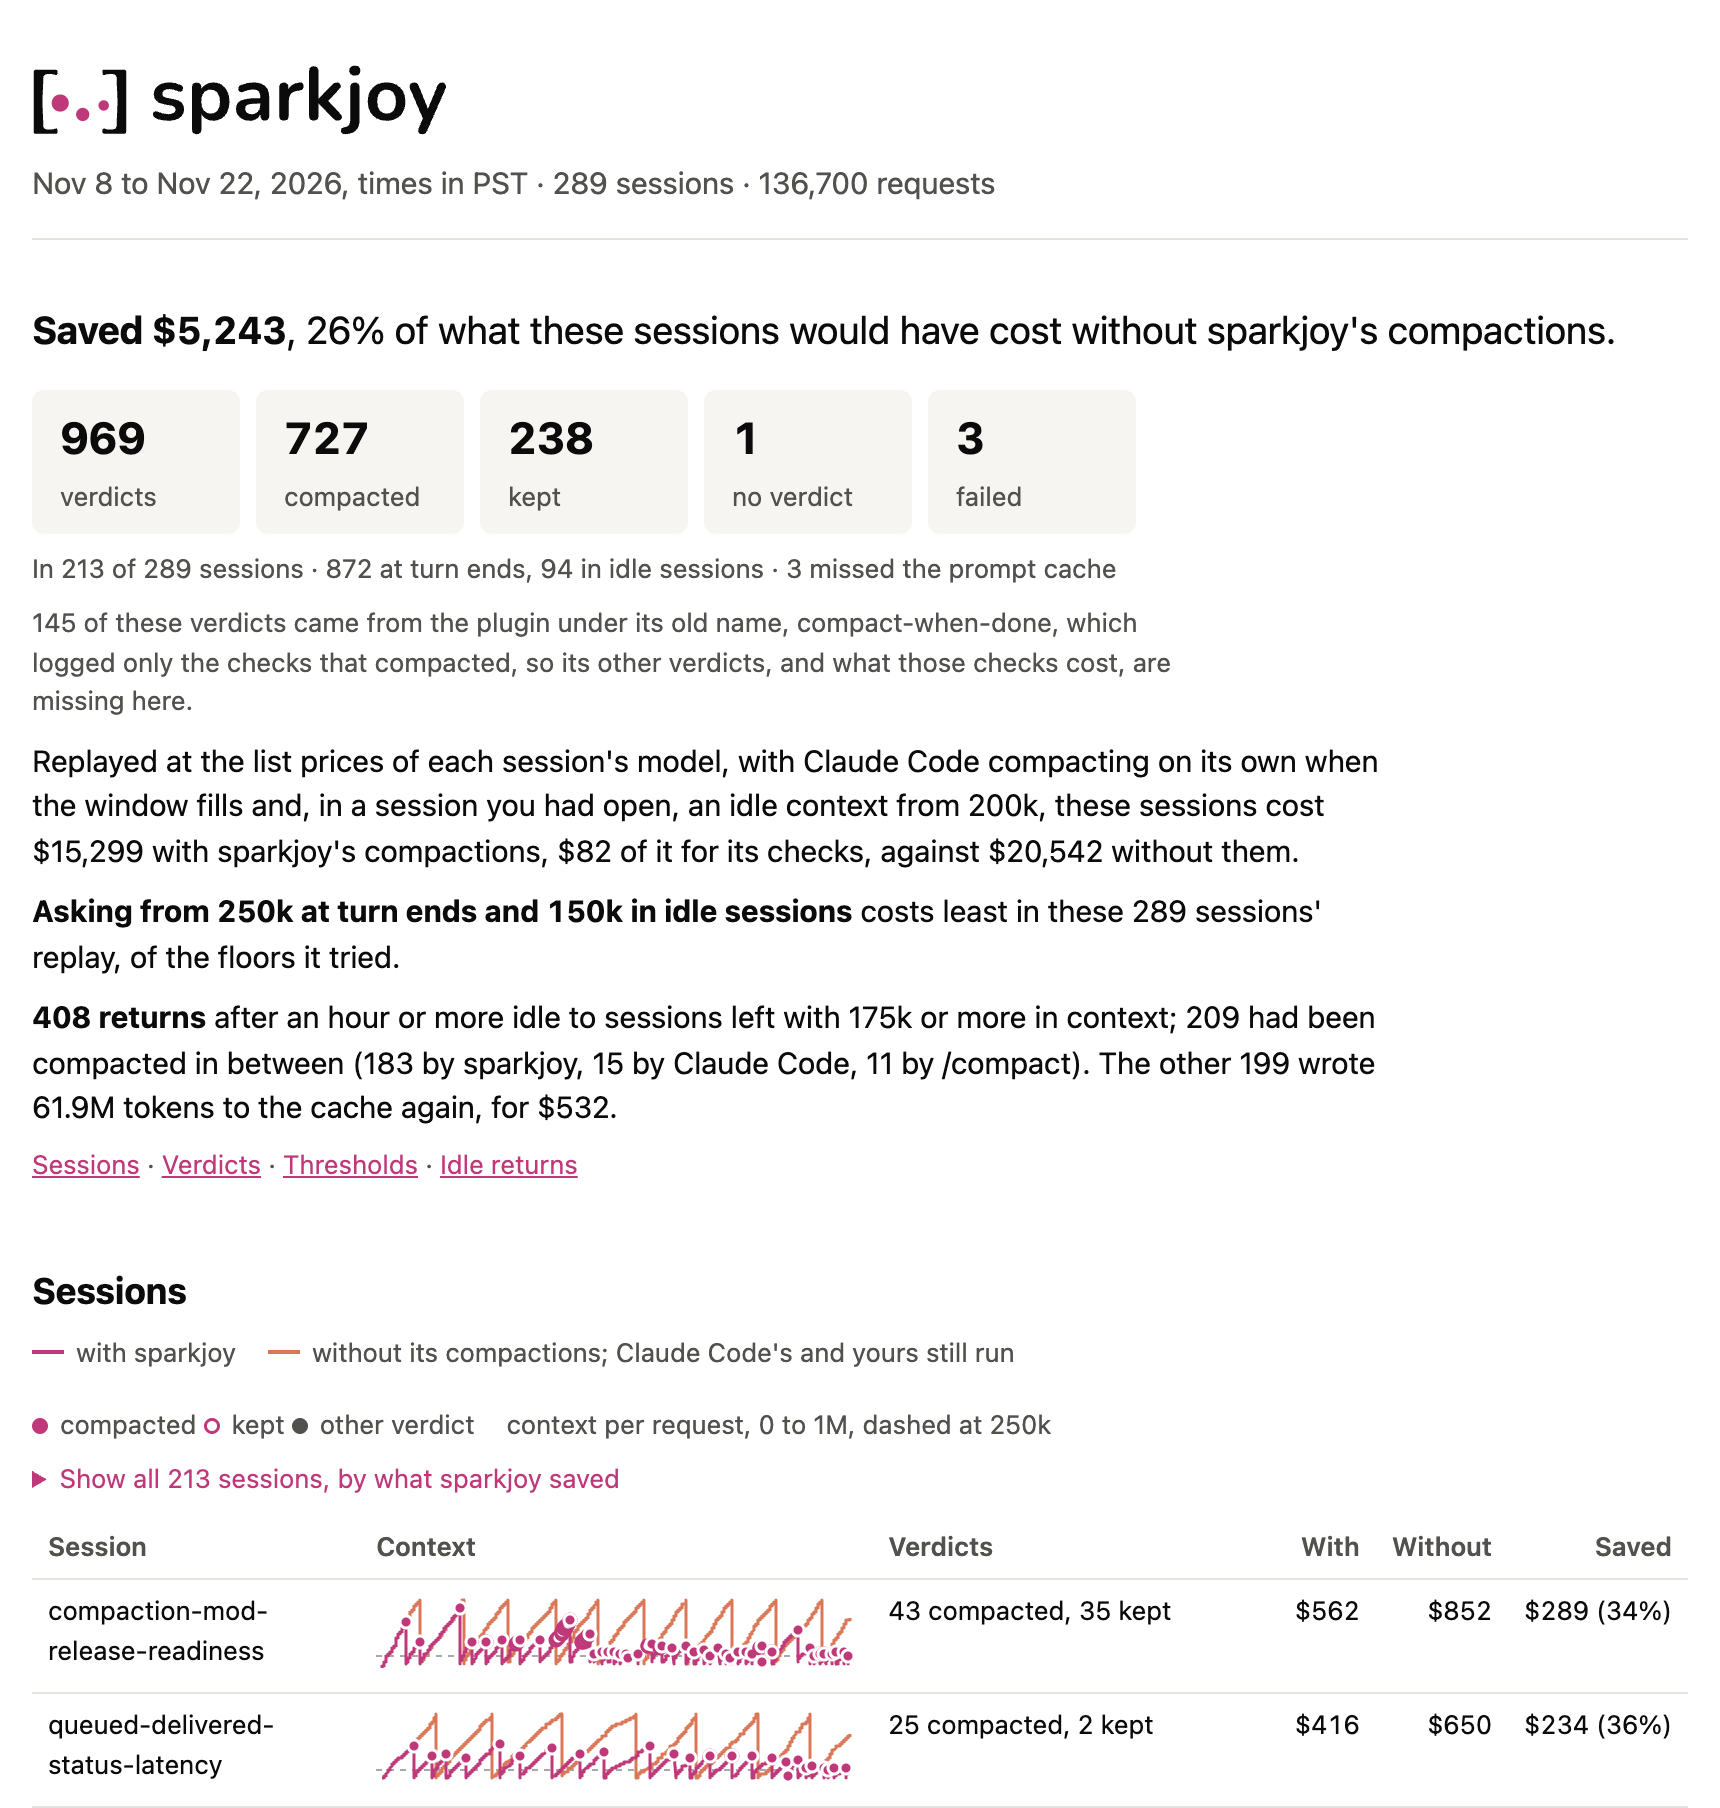 [..] sparkjoy
Nov 8 to Nov 22, 2026, times in PST · 289 sessions · 136,700 requests
Saved $5,243, 26% of what these sessions would have cost without sparkjoy's compactions.
969
verdicts
727
compacted
238
kept
1
no verdict
3
failed
In 213 of 289 sessions · 872 at turn ends, 94 in idle sessions · 3 missed the prompt cache
145 of these verdicts came from the plugin under its old name, compact-when-done, which
logged only the checks that compacted, so its other verdicts, and what those checks cost, are
missing here.
Replayed at the list prices of each session's model, with Claude Code compacting on its own when
the window fills and, in a session you had open, an idle context from 200k, these sessions cost
$15,299 with sparkjoy's compactions, $82 of it for its checks, against $20,542 without them.
Asking from 250k at turn ends and 150k in idle sessions costs least in these 289 sessions'
replay, of the floors it tried.
408 returns after an hour or more idle to sessions left with 175k or more in context; 209 had been
compacted in between (183 by sparkjoy, 15 by Claude Code, 11 by /compact). The other 199 wrote
61.9M tokens to the cache again, for $532.
Sessions · Verdicts · Thresholds · Idle returns
Sessions
with sparkjoy without its compactions; Claude Code's and yours still run
compacted kept other verdict context per request, 0 to 1M, dashed at 250k
Show all 213 sessions, by what sparkjoy saved
Session Context Verdicts With Without Saved
compaction-mod-
release-readiness
43 compacted, 35 kept $562 $852 $289 (34%)
queued-delivered-
status-latency
25 compacted, 2 kept $416 $650 $234 (36%)